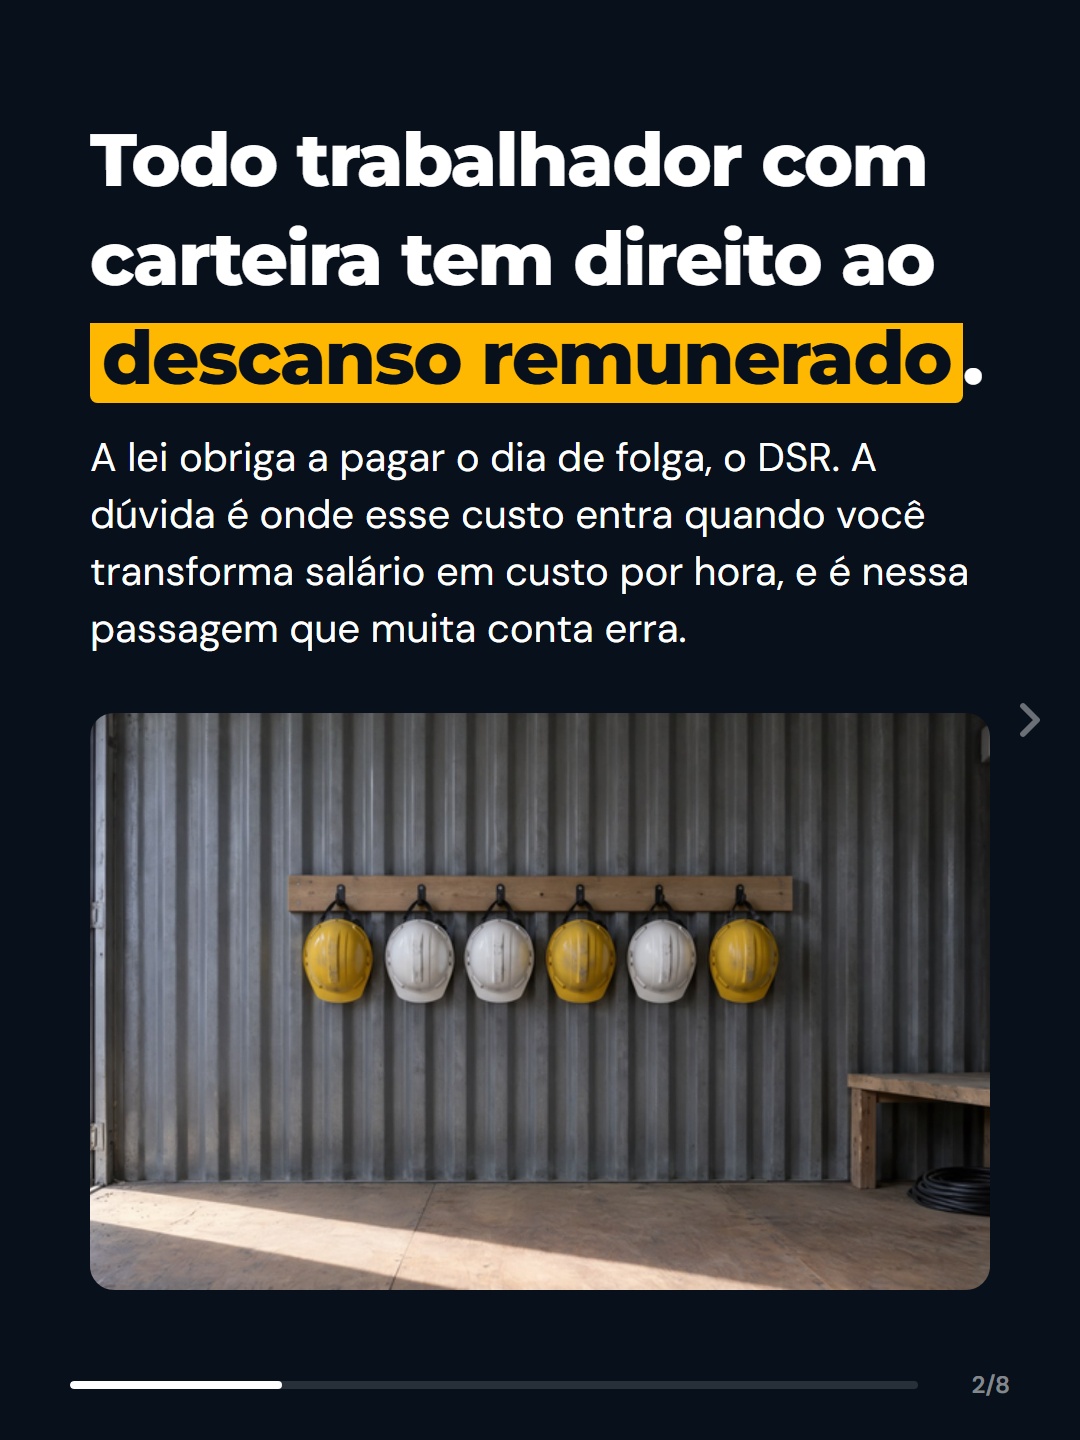 Todo trabalhador com
carteira tem direito ao
descanso remunerado.
A lei obriga a pagar o dia de folga, o DSR. A
dúvida é onde esse custo entra quando você
transforma salário em custo por hora, e é nessa
passagem que muita conta erra.
2/8